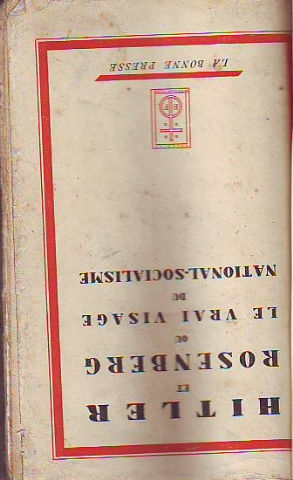 HITLER
ET
ROSENBERG
OU
LE VRAI VISAGE
DU
NATIONAL-SOCIALISME
LA BONNE PRESSE